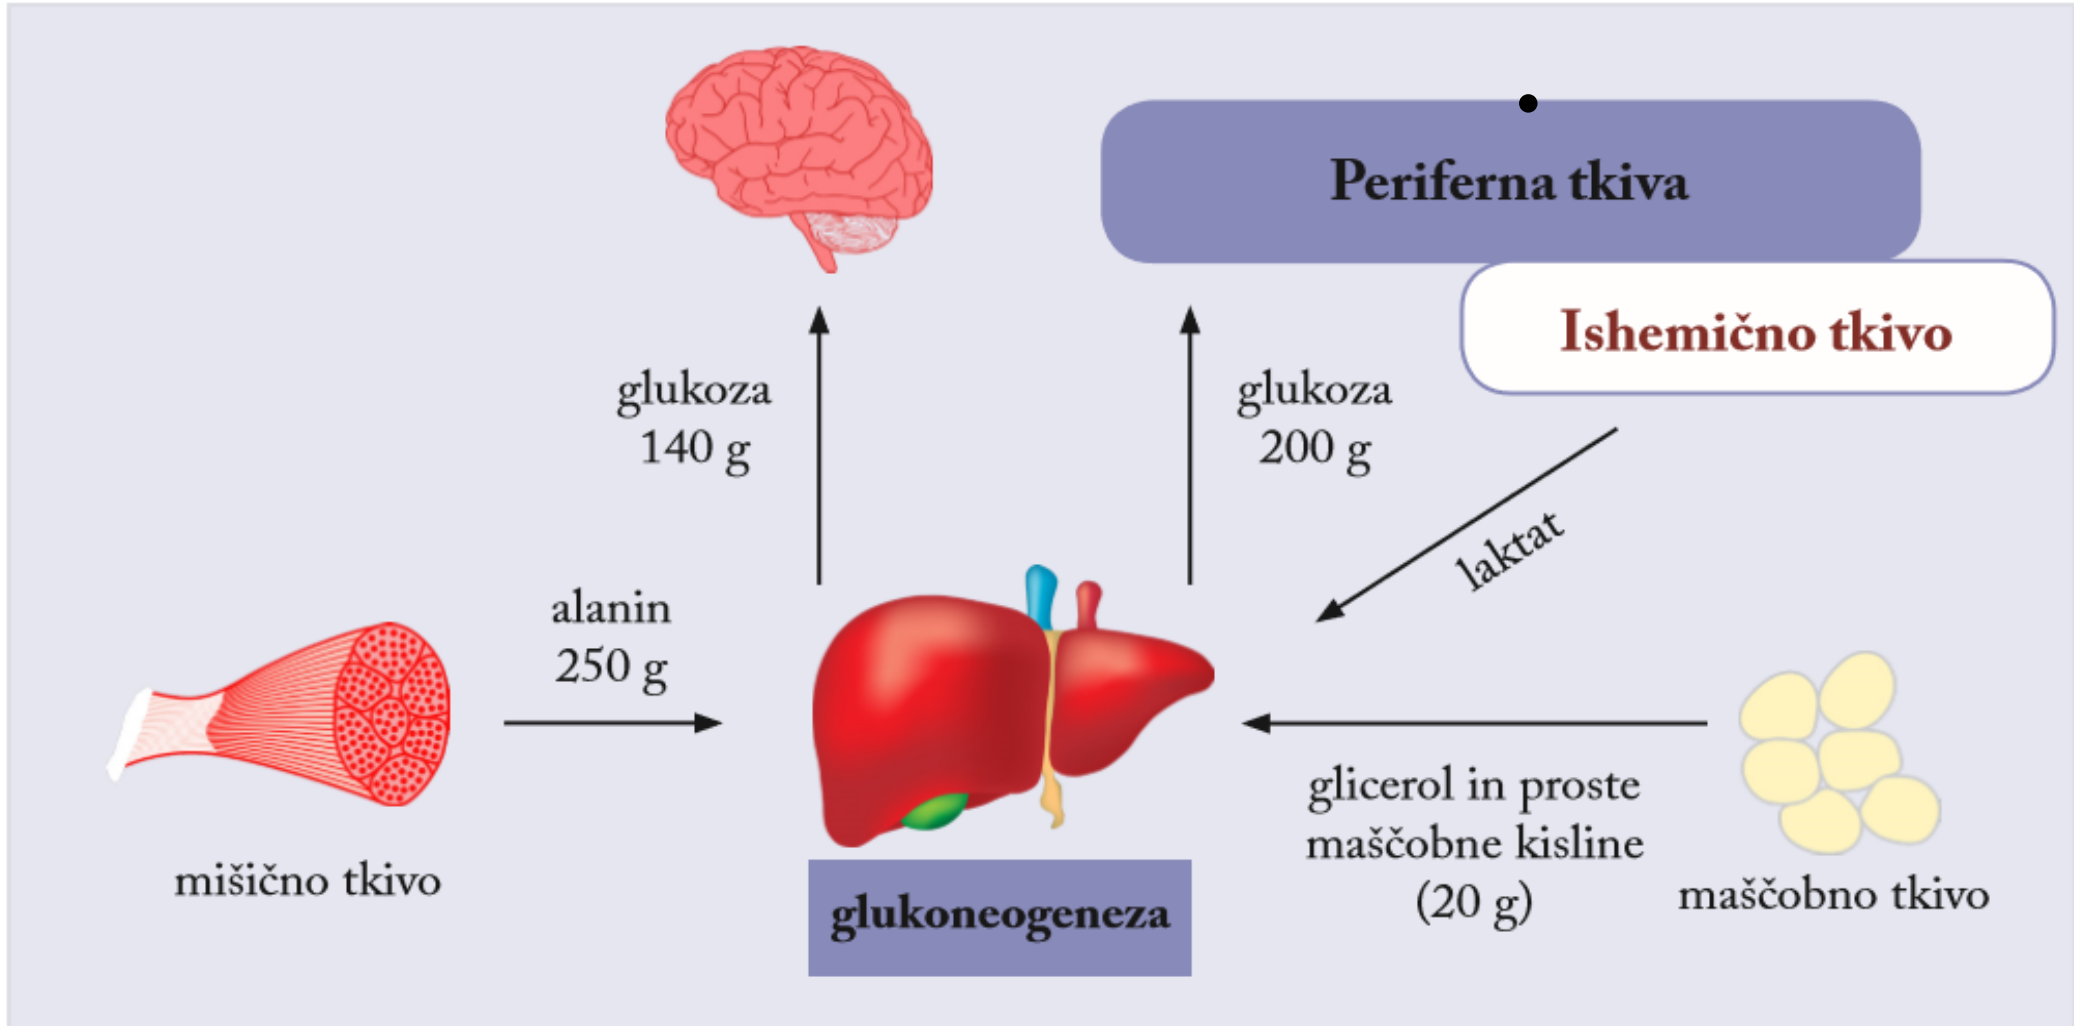 Periferna tkiva
Ishemično tkivo
glukoza
140 g
glukoza
200 g
laktat
alanin
250 g
mišično tkivo
glukoneogeneza
glicerol in proste
maščobne kisline
(20 g)
maščobno tkivo